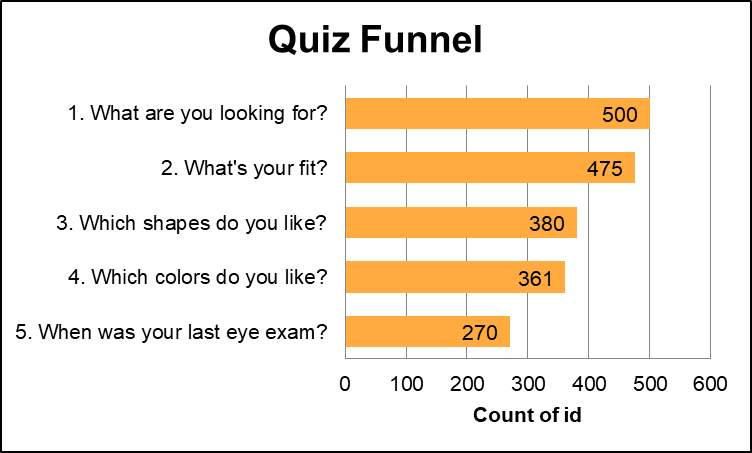 Quiz Funnel
1. What are you looking for?
500
2. What's your fit?
475
3. Which shapes do you like?
380
4. Which colors do you like?
361
5. When was your last eye exam?
270
0 100 200 300 400 500 600
Count of id